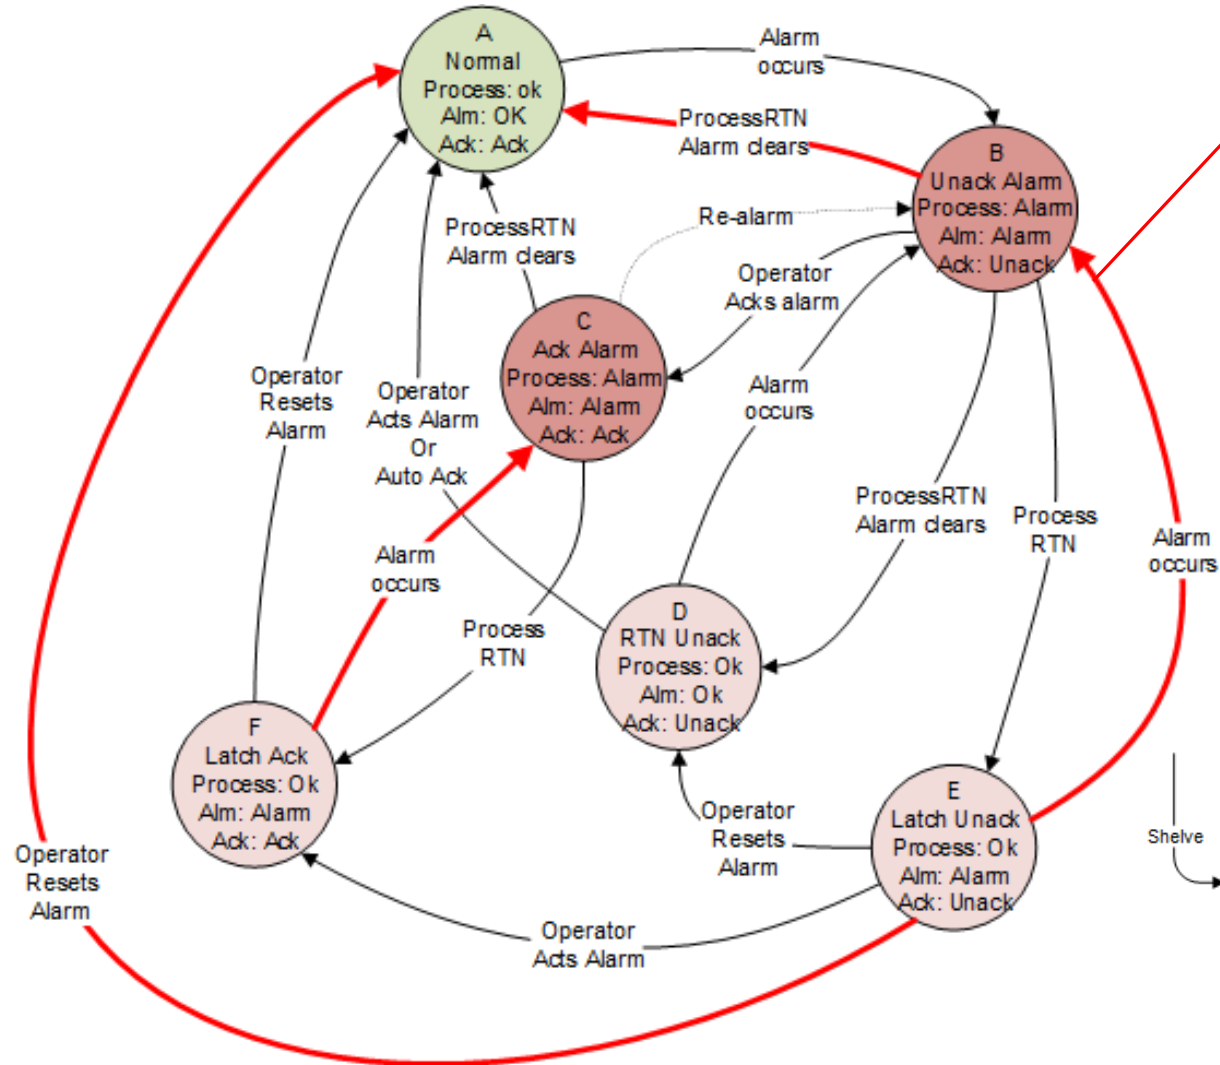 A
Normal
Process: ok
Alm: OK
Ack: Ack
Alarm
occurs
ProcessRTN
Alarm clears
B
Unack Alarm
Process: Alarm
Alm: Alarm
Ack: Unack
Re-alarm
ProcessRTN
Alarm clears
Operator
Acks alarm
C
Ack Alarm
Process: Alarm
Alm: Alarm
Ack: Ack
Operator
Resets
Alarm
Operator
Acts Alarm
Or
Auto Ack
Alarm
occurs
ProcessRTN
Alarm clears
Process
RTN
Alarm
occurs
Alarm
occurs
Process
RTN
D
RTN Unack
Process: Ok
Alm: Ok
Ack: Unack
F
Latch Ack
Process: Ok
Alm: Alarm
Ack: Ack
E
Latch Unack
Process: Ok
Alm: Alarm
Ack: Unack
Operator
Resets
Alarm
Shelve
Operator
Resets
Alarm
Operator
Acts Alarm